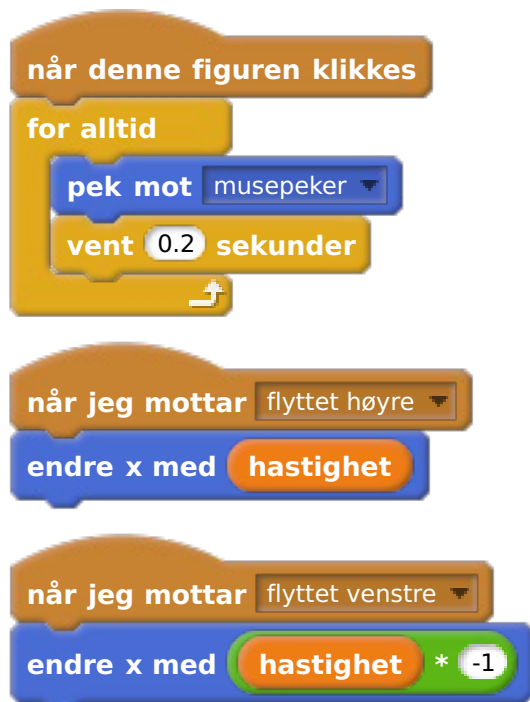 når denne figuren klikkes
for alltid
pek mot musepeker
vent 0.2 sekunder
når jeg mottar flyttet høyre
endre x med hastighet
når jeg mottar flyttet venstre
endre x med hastighet * -1